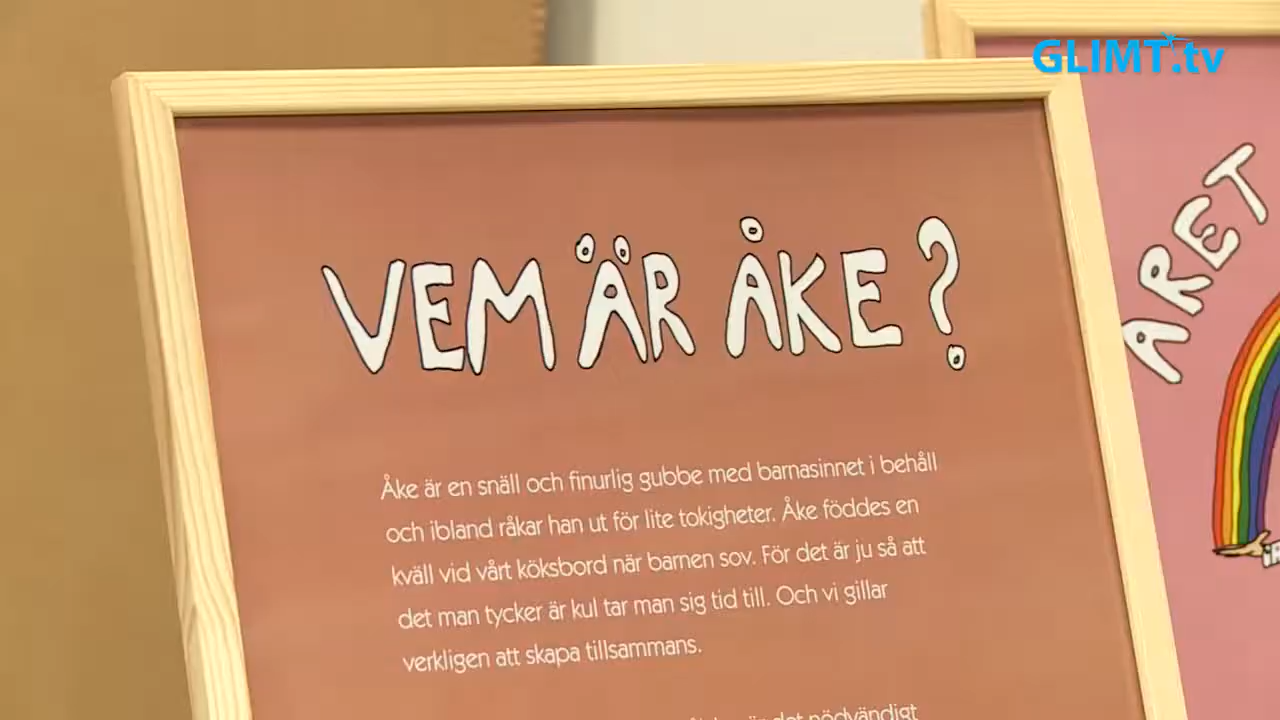 GLIMT.tv
VEM ÄR ÅKE?
Åke är en snäll och finurlig gubbe med barnasinnet i behåll
och ibland råkar han ut för lite tokigheter. Åke föddes en
kväll vid vårt köksbord när barnen sov. För det är ju så att
det man tycker är kul tar man sig tid till. Och vi gillar
verkligen att skapa tillsammans.
det nödvändigt
ÅRET